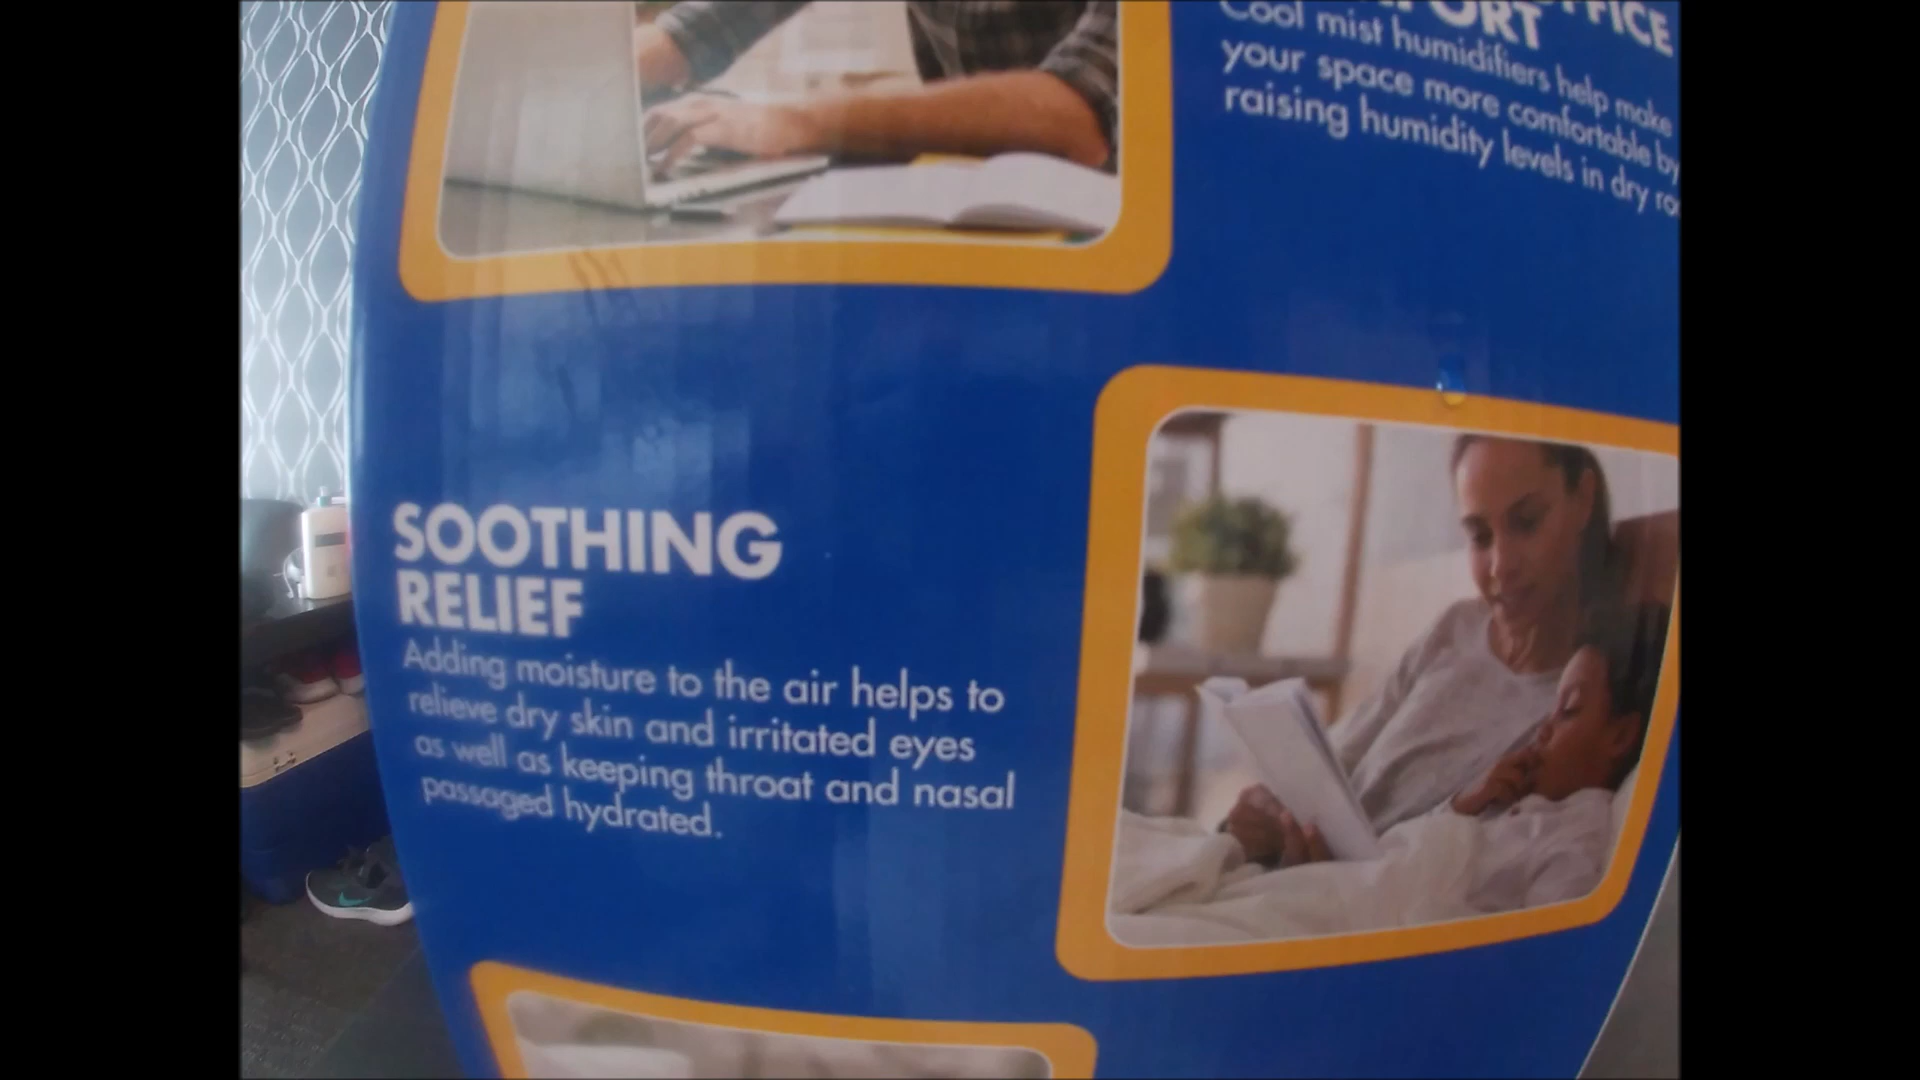 OFFICE
Cool mist humidifiers help make
your space more comfortable by
raising humidity levels in dry
SOOTHING
RELIEF
Adding moisture to the air helps to
relieve dry skin and irritated eyes
as well as keeping throat and nasal
passaged hydrated.